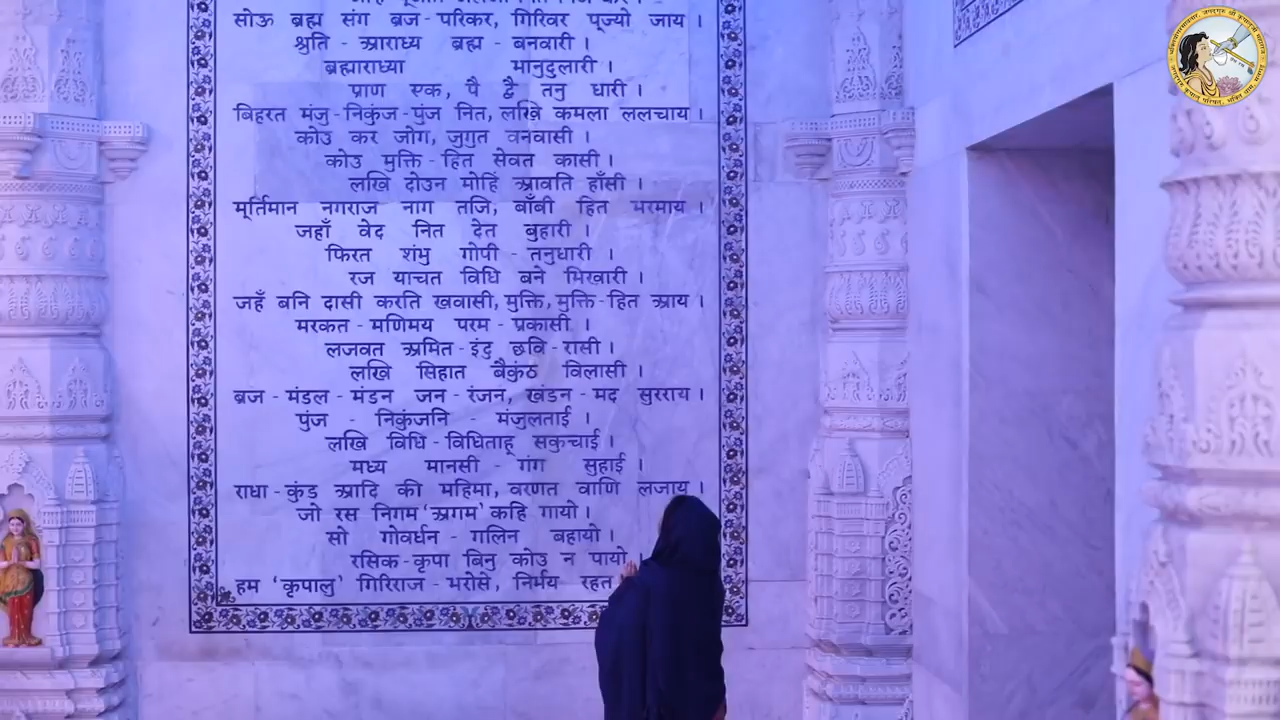 सोऊ ब्रह्म संग ब्रज - परिकर, गिरिवर पूज्यो जाय ।
श्रुति - आराध्य ब्रह्म - बनवारी ।
ब्रह्माराध्या भानुदुलारी ।
प्राण एक, पै द्वै तनु धारी ।
बिहरत मंजु - निकुंज - पुंज नित, लखि कमला ललचाय ।
कोउ कर जोग, जुगुत वनवासी ।
कोउ मुक्ति - हित सेवत कासी ।
लखि दोउन मोहिं आवति हाँसी ।
मूर्तिमान नगराज नाग तजि, बाँबी हित भरमाय ।
जहाँ वेद नित देत बुहारी ।
फिरत शंभु गोपी - तनुधारी ।
रज याचत विधि बने भिखारी ।
जहँ बनि दासी करति खवासी, मुक्ति, मुक्ति - हित आय ।
मरकत - मणिमय परम - प्रकासी ।
लजवत अमित - इंदु छवि - रासी ।
लखि सिहात बैकुंठ विलासी ।
ब्रज - मंडल - मंडन जन - रंजन, खंडन - मद सुरराय ।
पुंज - निकुंजनि - मंजुलताई ।
लखि विधि - विधिताहू सकुचाई ।
मध्य मानसी - गंग सुहाई ।
राधा - कुंड आदि की महिमा, वरणत वाणि लजाय ।
जो रस निगम 'अगम' कहि गायो ।
सो गोवर्धन - गलिन बहायो ।
रसिक - कृपा बिनु कोउ न पायो
हम 'कृपालु' गिरिराज - भरोसे, निर्भय रहत